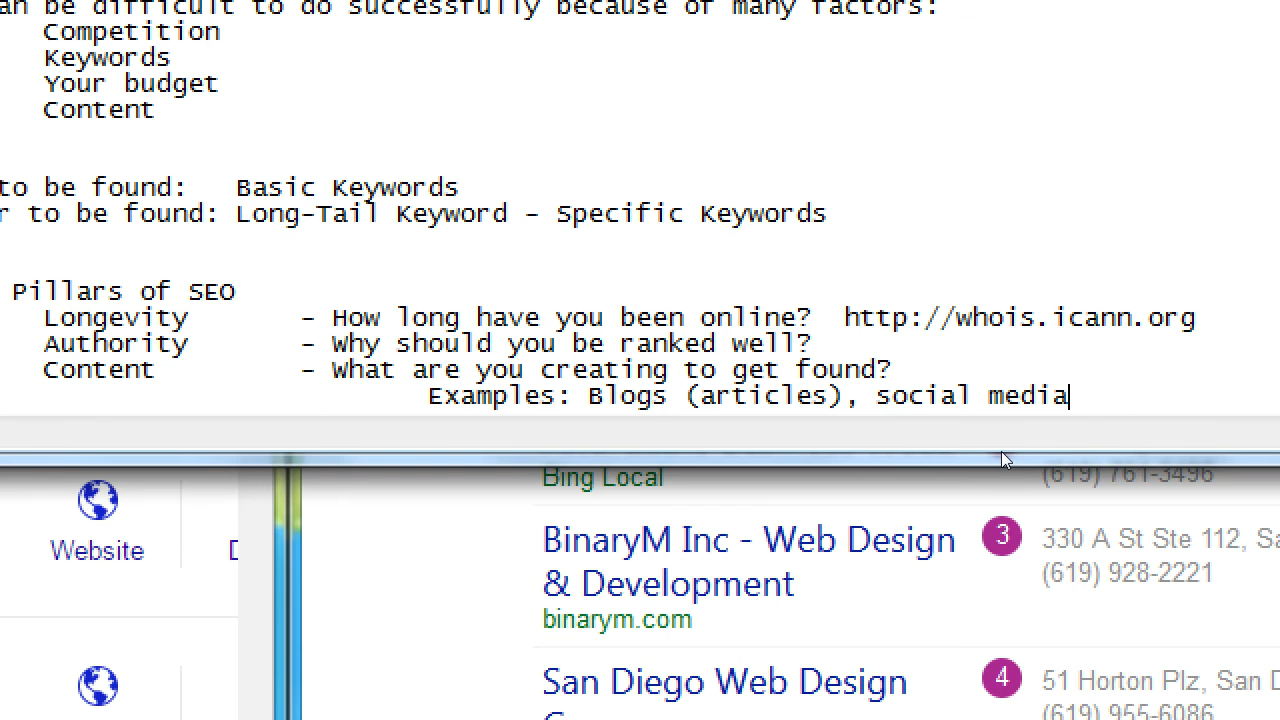 an be difficult to do successfully because of many factors:
Competition
Keywords
Your budget
Content
to be found: Basic Keywords
r to be found: Long-Tail Keyword - Specific Keywords
Pillars of SEO
Longevity - How long have you been online? http://whois.icann.org
Authority - Why should you be ranked well?
Content - What are you creating to get found?
Examples: Blogs (articles), social media
Bing Local (619) 761-3496
Website D
BinaryM Inc - Web Design
& Development
binarym.com
3
330 A St Ste 112, Sa
(619) 928-2221
San Diego Web Design
4
51 Horton Plz, San D
(619) 955-6086